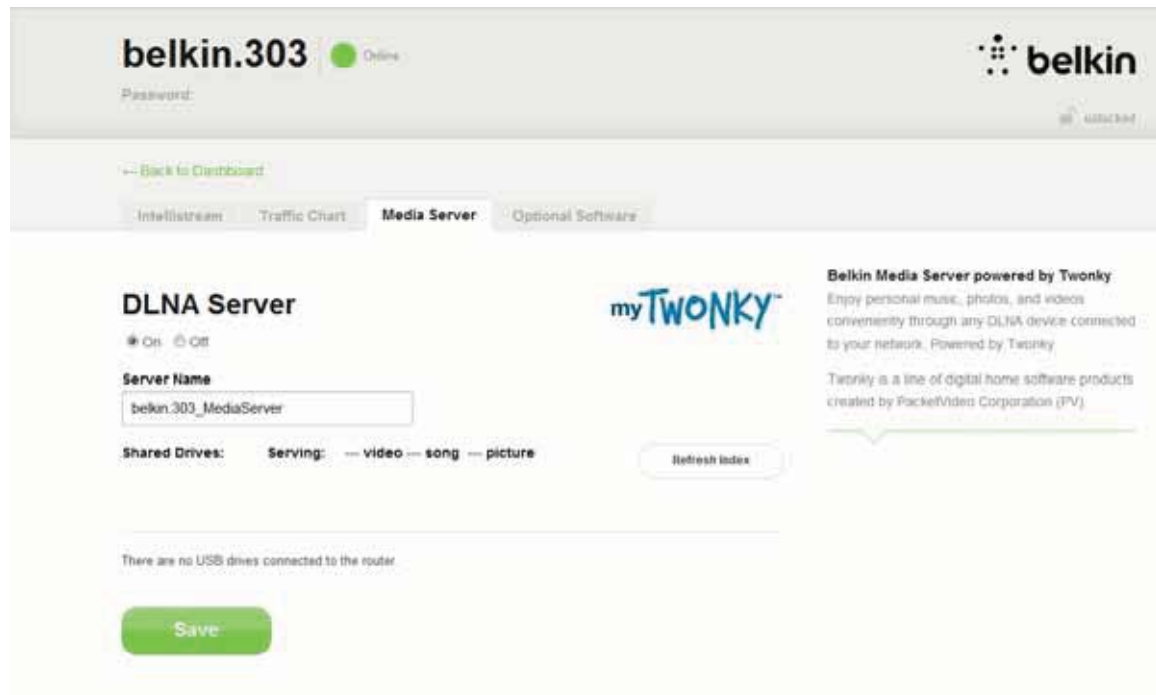 belkin.303 Online
belkin
Password:
unlocked
← Back to Dashboard
Intellistream Traffic Chart Media Server Optional Software
DLNA Server
On Off
myTWONKY™
Server Name
belkin.303_MediaServer
Shared Drives: Serving: --- video --- song --- picture
Refresh Index
There are no USB drives connected to the router
Save
Belkin Media Server powered by Twonky
Enjoy personal music, photos, and videos
conveniently through any DLNA device connected
to your network. Powered by Twonky
Twonky is a line of digital home software products
created by PacketVideo Corporation (PV)